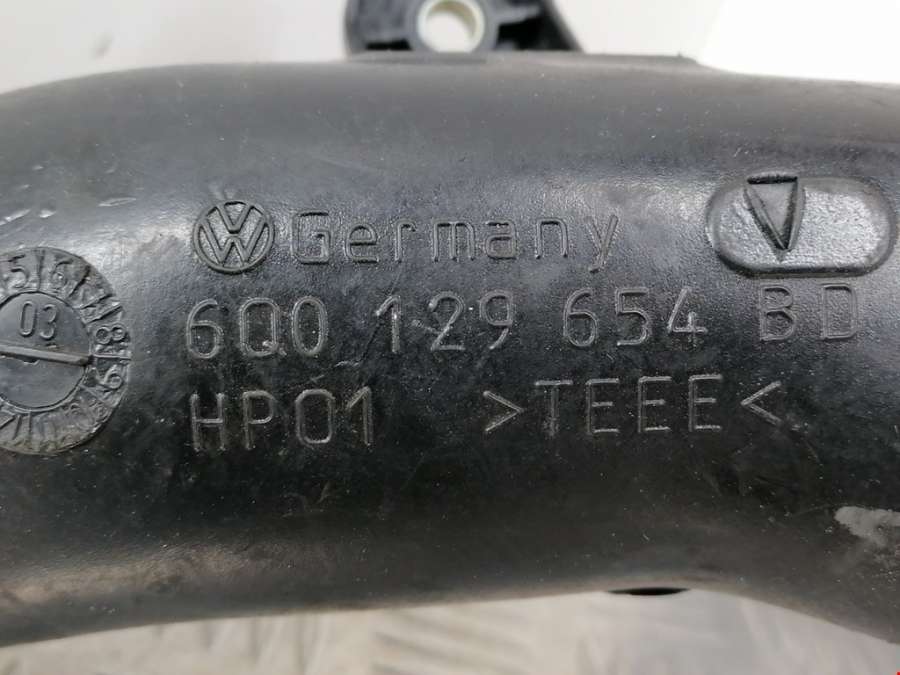 Germany
6Q0 129 654 BD
HP01 >TEEE<
03